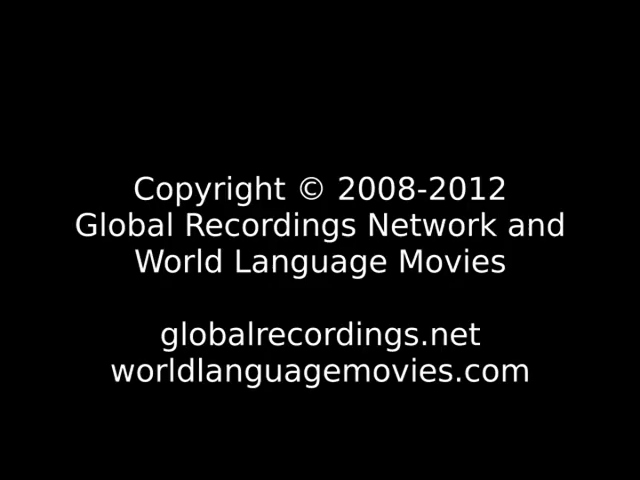 Copyright © 2008-2012
Global Recordings Network and
World Language Movies
globalrecordings.net
worldlanguagemovies.com